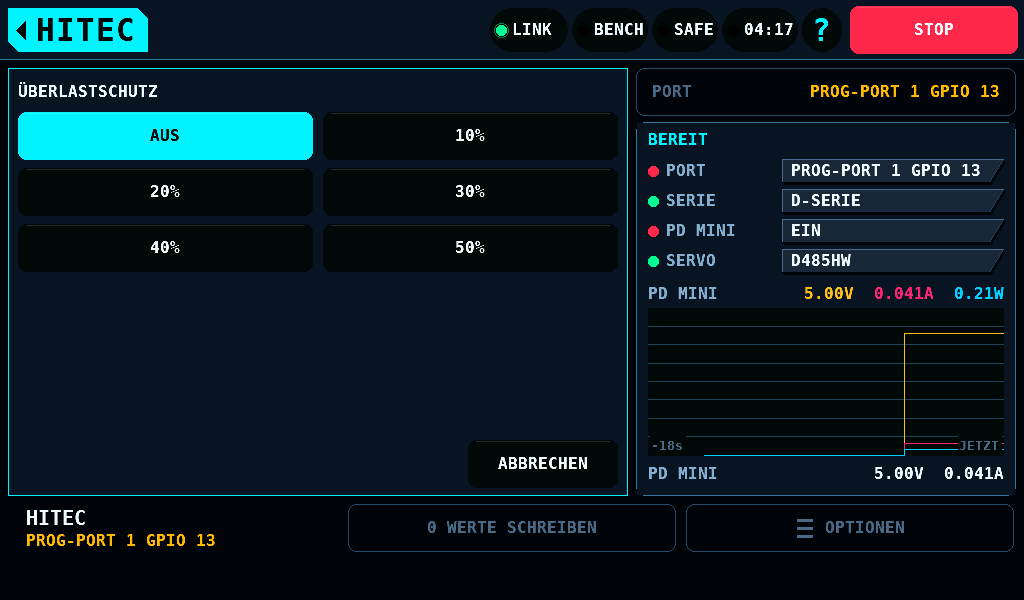 HITEC
LINK
BENCH
SAFE
04:17
?
STOP
ÜBERLASTSCHUTZ
AUS
10%
20%
30%
40%
50%
ABBRECHEN
PORT PROG-PORT 1 GPIO 13
BEREIT
PORT PROG-PORT 1 GPIO 13
SERIE D-SERIE
PD MINI EIN
SERVO D485HW
PD MINI 5.00V 0.041A 0.21W
-18s JETZT
PD MINI 5.00V 0.041A
HITEC
PROG-PORT 1 GPIO 13
0 WERTE SCHREIBEN
OPTIONEN